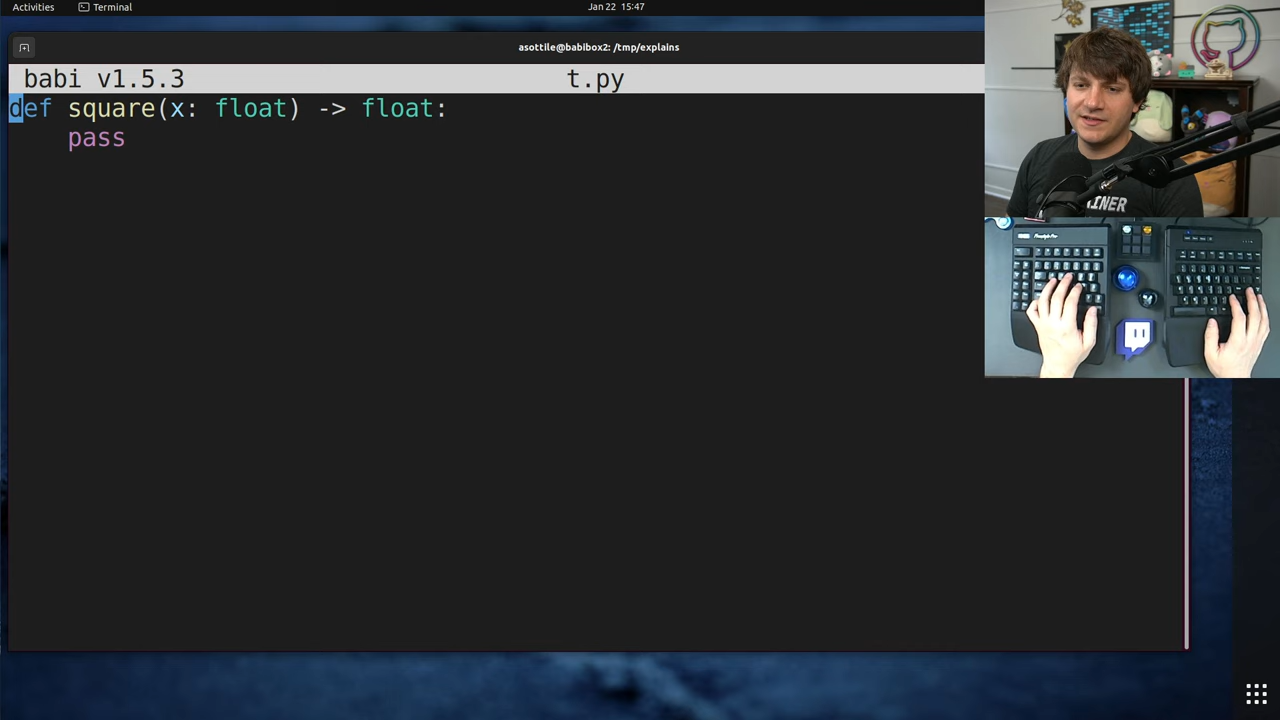 Activities
Terminal
Jan 22 15:47
asottile@babibox2: /tmp/explains
babi v1.5.3
t.py
def square(x: float) -> float:
pass